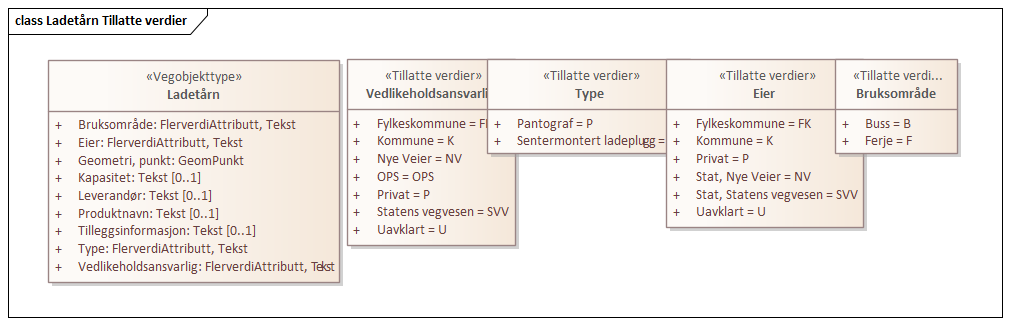 class Ladetårn Tillatte verdier
«Vegobjekttype»
Ladetårn
+ Bruksområde: FlerverdiAttributt, Tekst
+ Eier: FlerverdiAttributt, Tekst
+ Geometri, punkt: GeomPunkt
+ Kapasitet: Tekst [0..1]
+ Leverandør: Tekst [0..1]
+ Produktnavn: Tekst [0..1]
+ Tilleggsinformasjon: Tekst [0..1]
+ Type: FlerverdiAttributt, Tekst
+ Vedlikeholdsansvarlig: FlerverdiAttributt, Tekst
«Tillatte verdier»
Vedlikeholdsansvarli
+ Fylkeskommune = FK
+ Kommune = K
+ Nye Veier = NV
+ OPS = OPS
+ Privat = P
+ Statens vegvesen = SVV
+ Uavklart = U
«Tillatte verdier»
Type
+ Pantograf = P
+ Sentermontert ladeplugg =
«Tillatte verdier»
Eier
+ Fylkeskommune = FK
+ Kommune = K
+ Privat = P
+ Stat, Nye Veier = NV
+ Stat, Statens vegvesen = SVV
+ Uavklart = U
«Tillatte verdi...
Bruksområde
+ Buss = B
+ Ferje = F